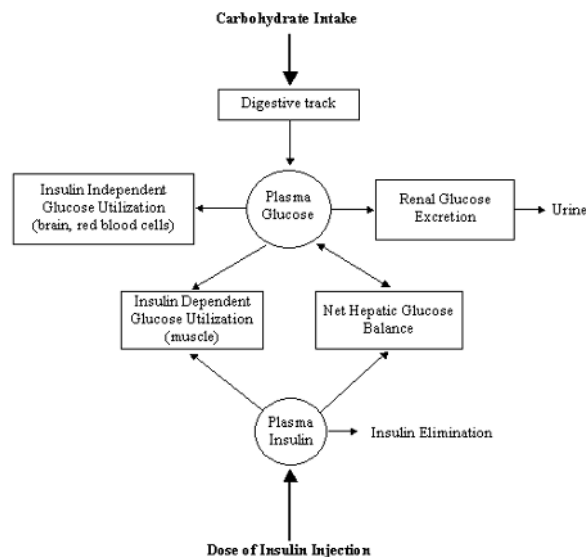 Carbohydrate Intake
Digestive track
Insulin Independent
Glucose Utilization
(brain, red blood cells)
Plasma
Glucose
Renal Glucose
Excretion
Urine
Insulin Dependent
Glucose Utilization
(muscle)
Net Hepatic Glucose
Balance
Plasma
Insulin
Insulin Elimination
Dose of Insulin Injection